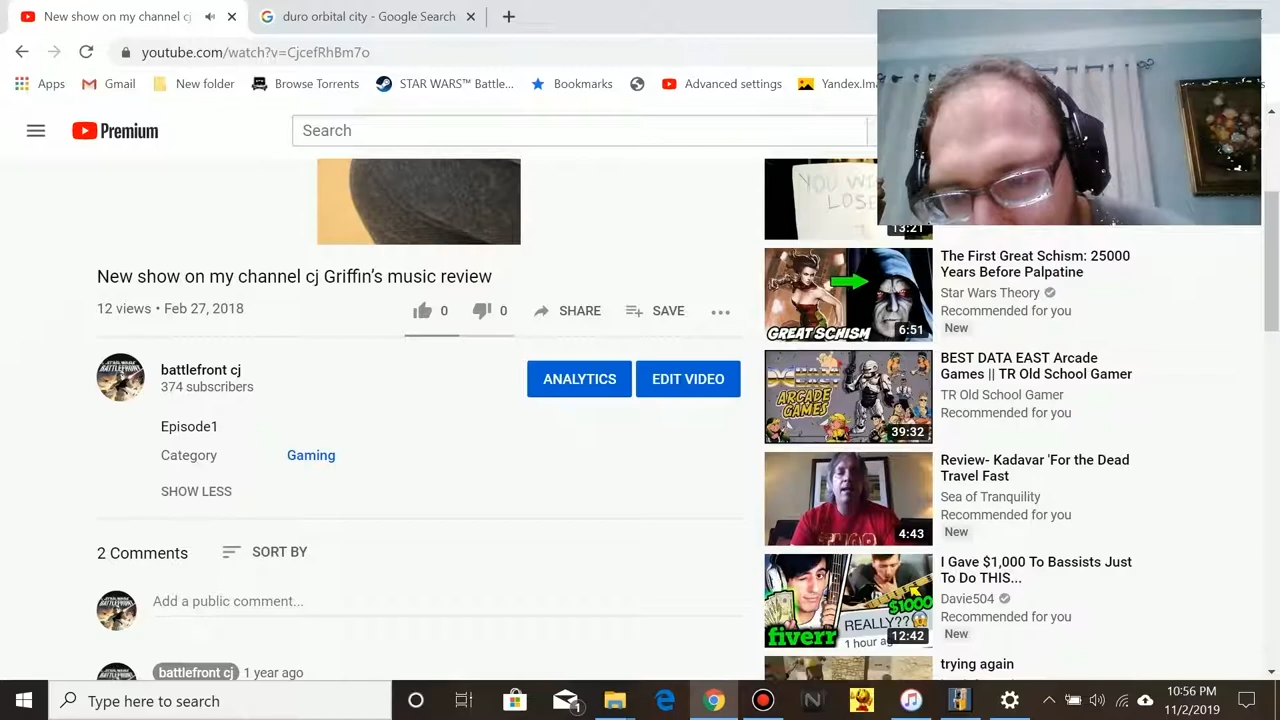 New show on my channel cj
duro orbital city - Google Search
youtube.com/watch?v=CjcefRhBm7o
Apps
Gmail
New folder
Browse Torrents
STAR WARS™ Battle...
Bookmarks
Advanced settings
Yandex.Im
Premium
Search
YOU WI
LOSE
13:21
New show on my channel cj Griffin's music review
12 views • Feb 27, 2018
0
0
SHARE
SAVE
battlefront cj
374 subscribers
ANALYTICS
EDIT VIDEO
Episode1
Category
Gaming
SHOW LESS
2 Comments
SORT BY
Add a public comment...
battlefront cj
1 year ago
GREAT SCHISM
6:51
The First Great Schism: 25000
Years Before Palpatine
Star Wars Theory
Recommended for you
New
ARCADE
GAMES
39:32
BEST DATA EAST Arcade
Games || TR Old School Gamer
TR Old School Gamer
Recommended for you
4:43
Review- Kadavar 'For the Dead
Travel Fast
Sea of Tranquility
Recommended for you
New
$1000
REALLY??
fiverr
1 hour ag
12:42
I Gave $1,000 To Bassists Just
To Do THIS...
Davie504
Recommended for you
New
trying again
Type here to search
1
10:56 PM
11/2/2019